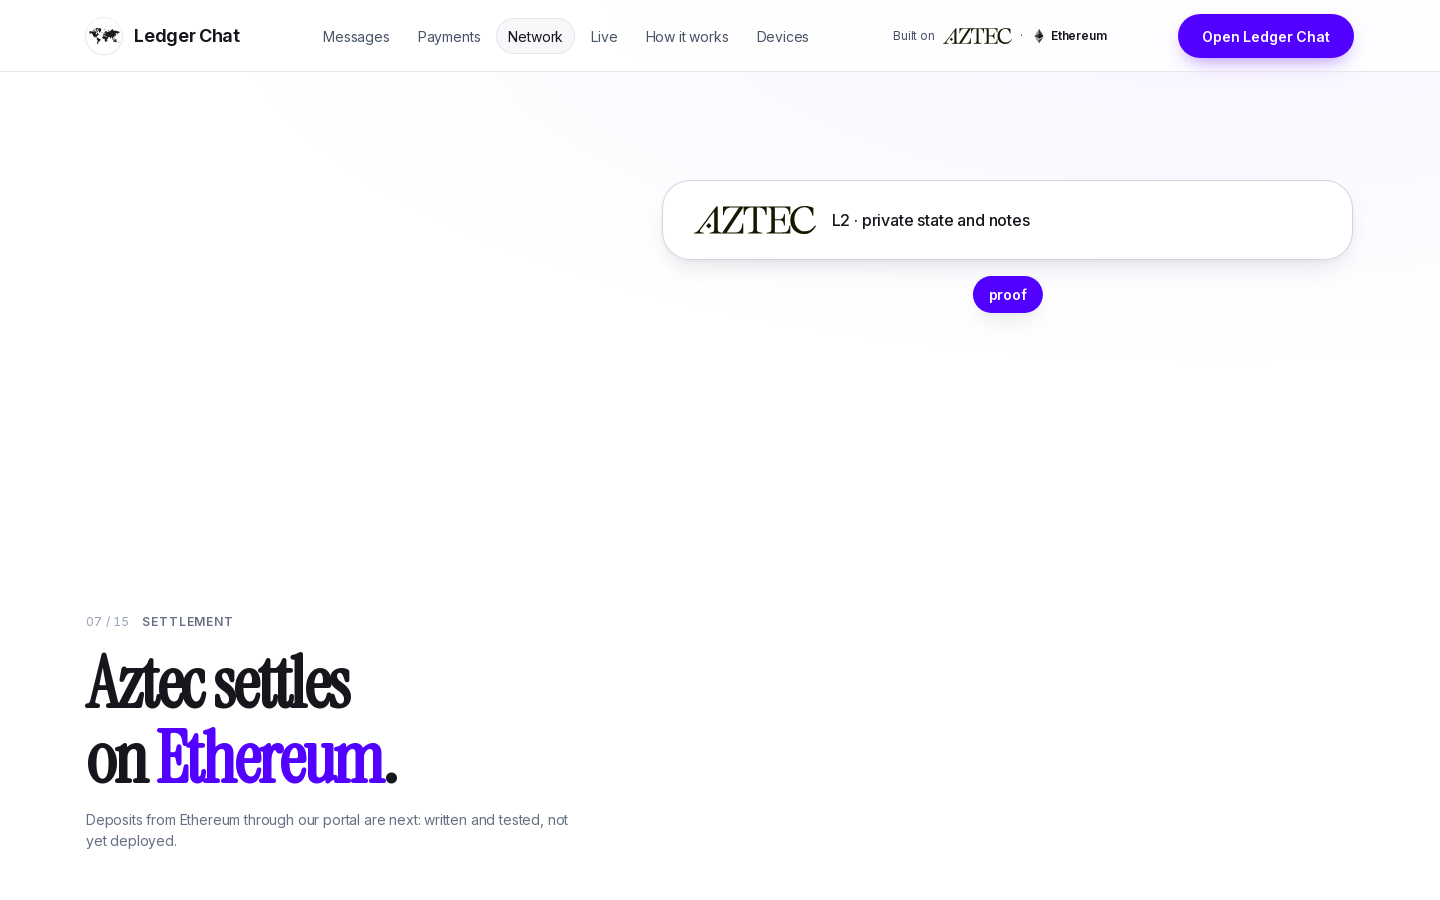 Ledger Chat
Messages
Payments
Network
Live
How it works
Devices
Built on AZTEC · Ethereum
Open Ledger Chat
AZTEC L2 · private state and notes
proof
07 / 15 SETTLEMENT
Aztec settles
on Ethereum.
Deposits from Ethereum through our portal are next: written and tested, not
yet deployed.